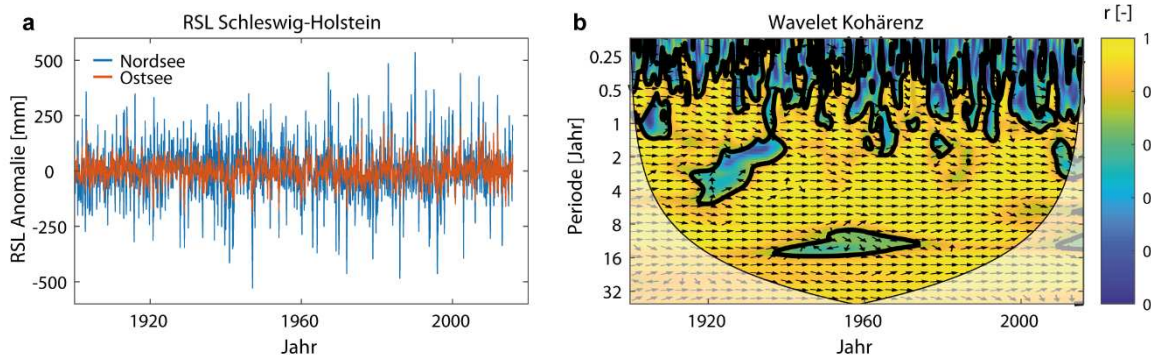 a
RSL Schleswig-Holstein
Nordsee
Ostsee
RSL Anomalie [mm]
500
250
0
-250
-500
1920
1960
2000
Jahr
b
Wavelet Kohärenz
Periode [Jahr]
0.25
0.5
1
2
4
8
16
32
1920
1960
2000
Jahr
r [-]
1
0
0
0
0
0